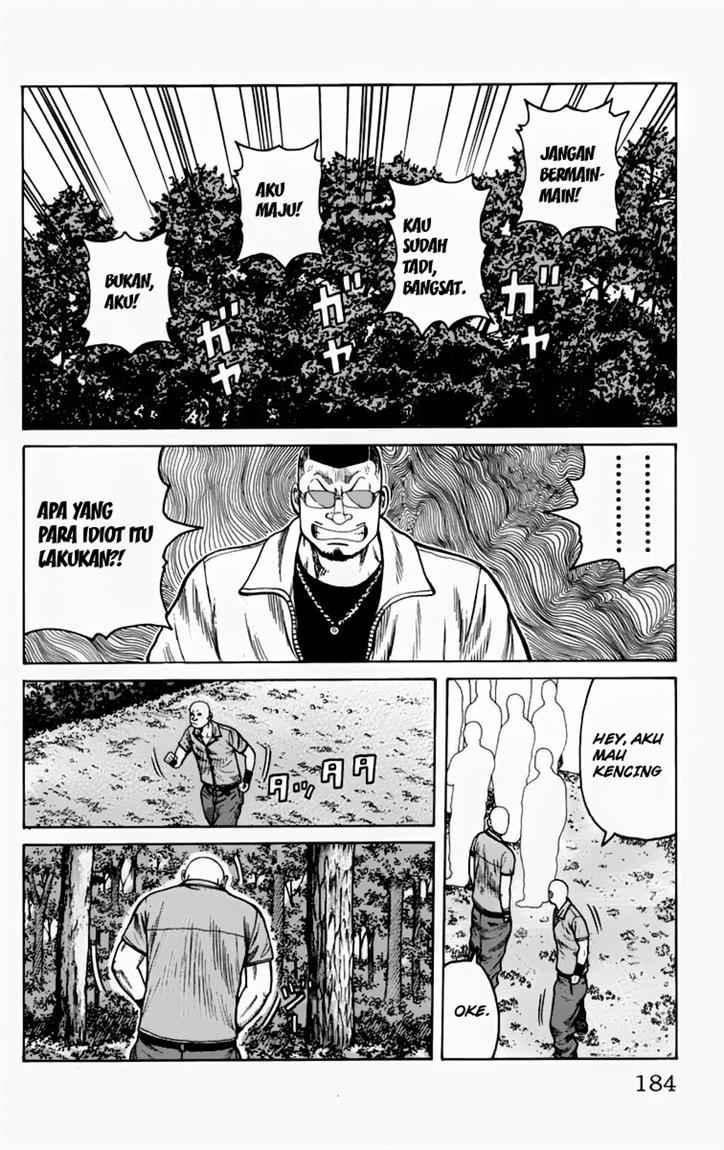 JANGAN
BERMAIN-
MAIN!
KAU
SUDAH
TADI,
BANGSAT.
AKU
MAJU!
BUKAN,
AKU!
ガヤ
ガヤ
ガヤ
............
APA YANG
PARA IDIOT ITU
LAKUKAN?!
HEY, AKU
MAU
KENCING
OKE.
タッタタ
184